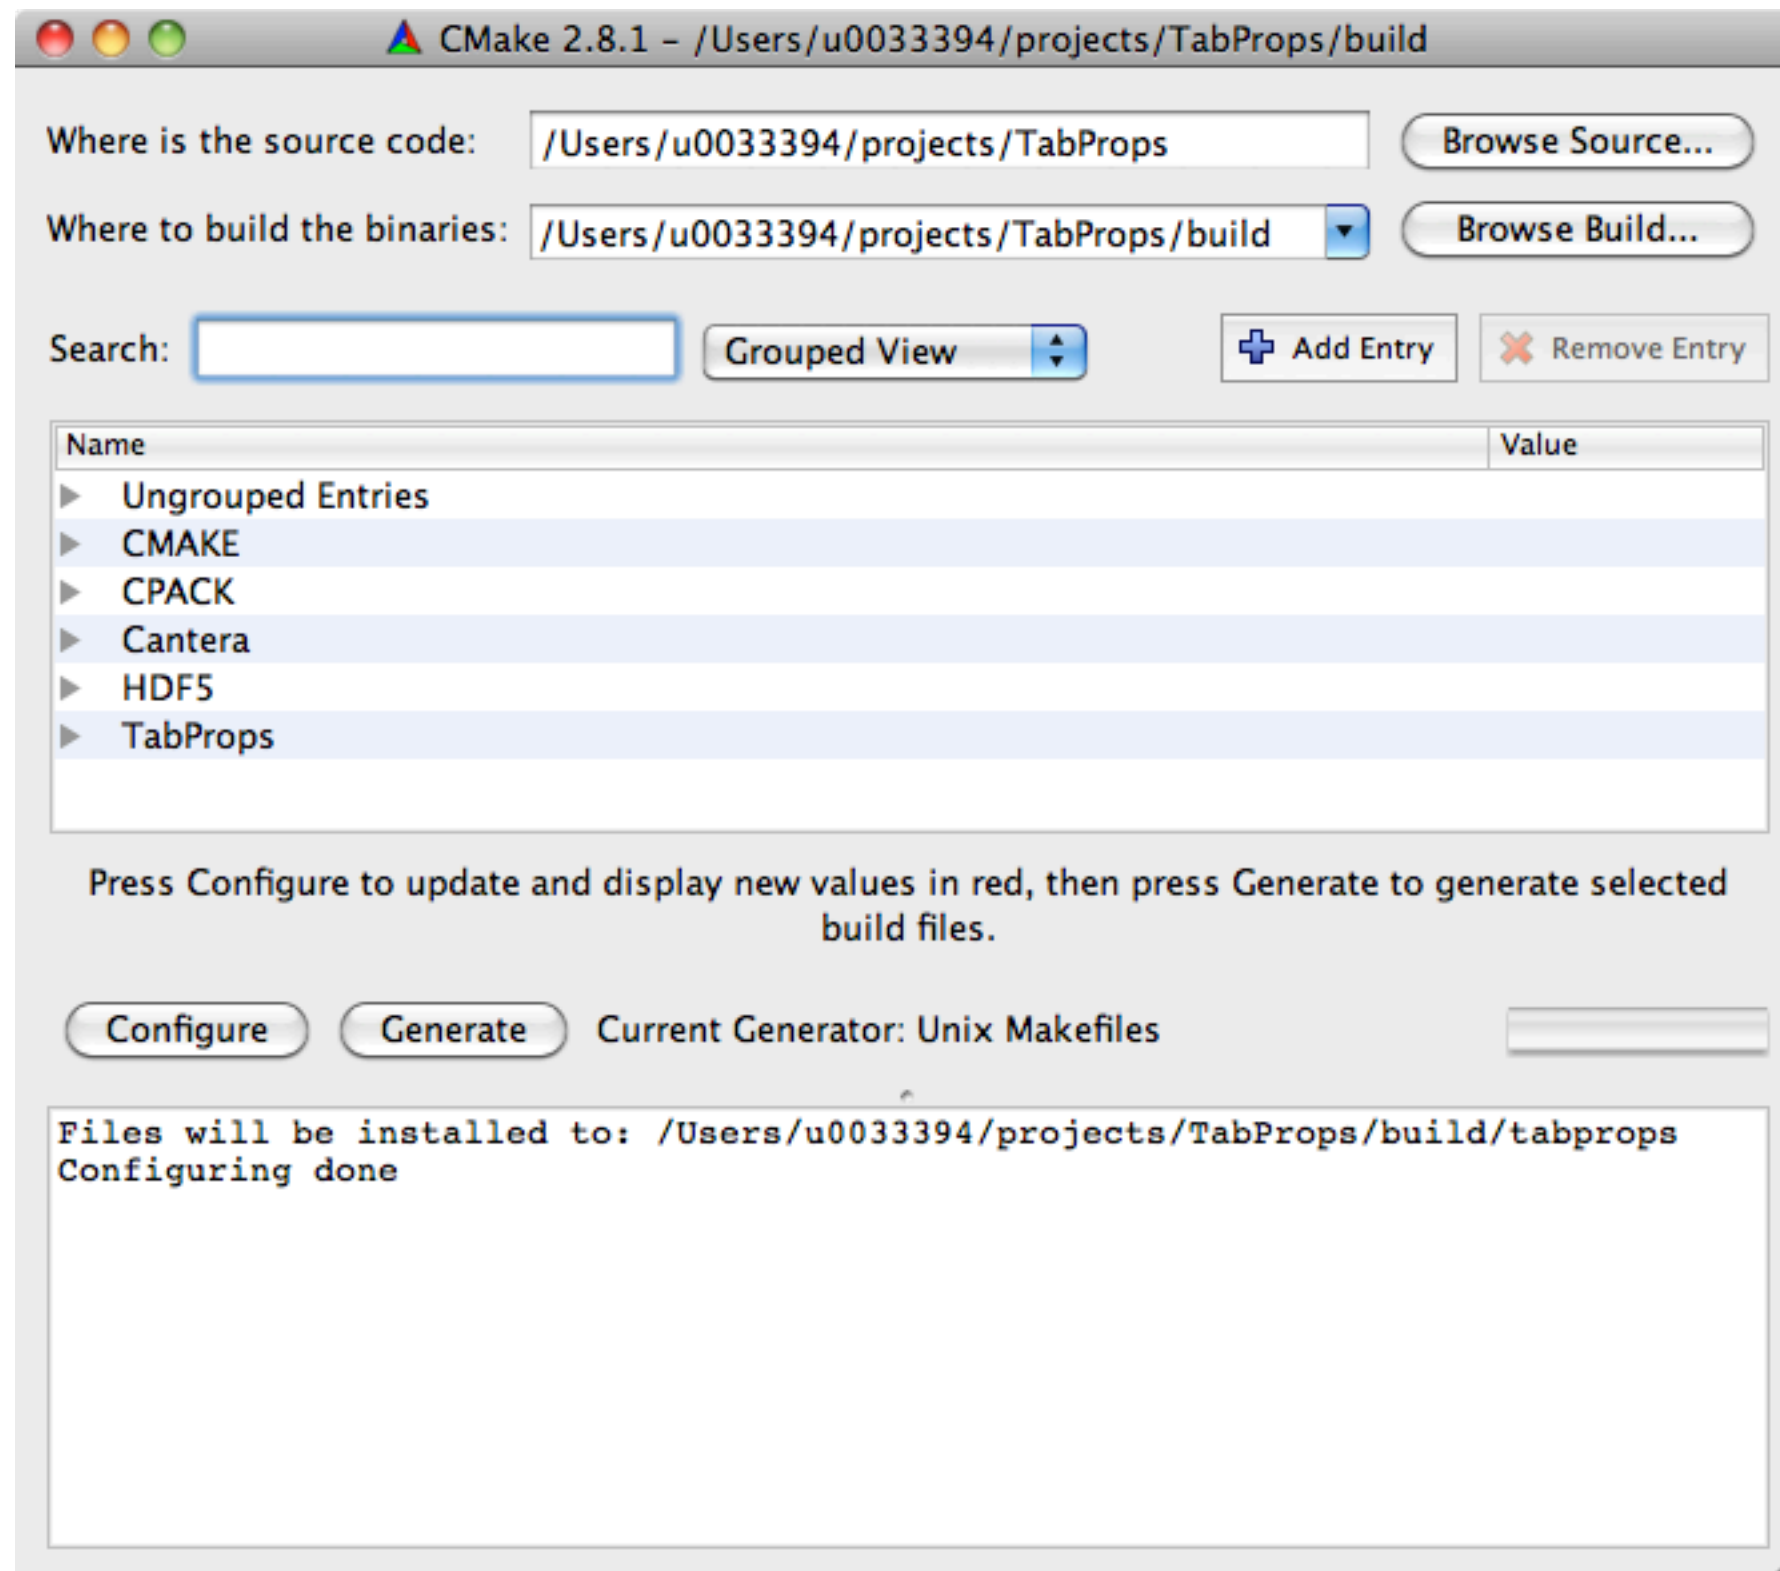 CMake 2.8.1 – /Users/u0033394/projects/TabProps/build
Where is the source code: /Users/u0033394/projects/TabProps Browse Source...
Where to build the binaries: /Users/u0033394/projects/TabProps/build Browse Build...
Search: Grouped View Add Entry Remove Entry
Name Value
Ungrouped Entries
CMAKE
CPACK
Cantera
HDF5
TabProps
Press Configure to update and display new values in red, then press Generate to generate selected
build files.
Configure Generate Current Generator: Unix Makefiles
Files will be installed to: /Users/u0033394/projects/TabProps/build/tabprops
Configuring done